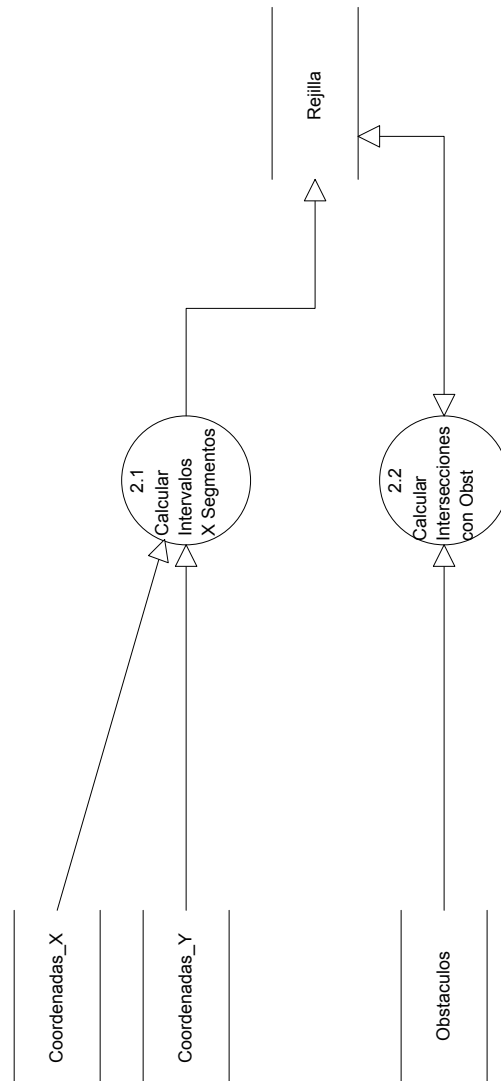 Rejilla
2.1
Calcular
Intervalos
X Segmentos
2.2
Calcular
Intersecciones
con Obst
Coordenadas_X
Coordenadas_Y
Obstaculos